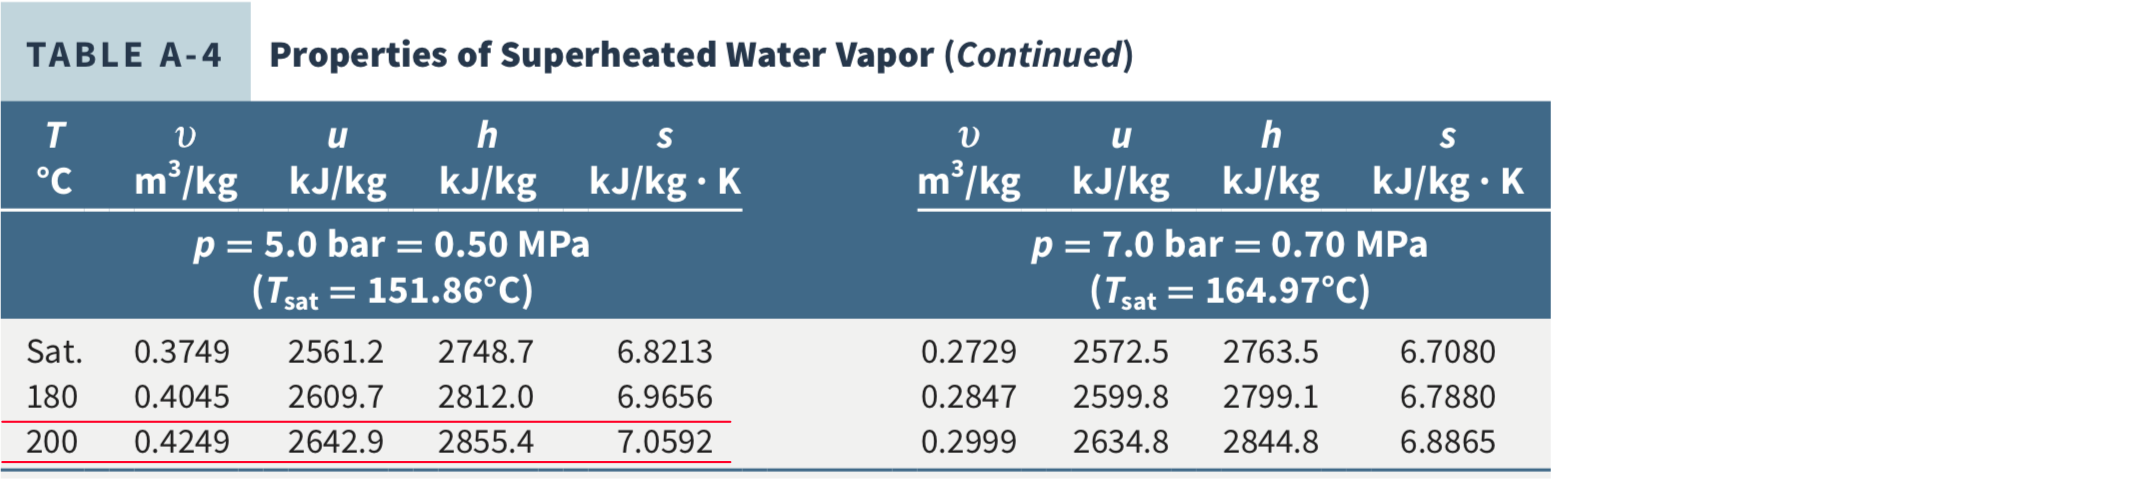 TABLE A-4 Properties of Superheated Water Vapor (Continued)
T υ u h s υ u h s
°C m³/kg kJ/kg kJ/kg kJ/kg · K m³/kg kJ/kg kJ/kg kJ/kg · K
p = 5.0 bar = 0.50 MPa p = 7.0 bar = 0.70 MPa
(Tsat = 151.86°C) (Tsat = 164.97°C)
Sat. 0.3749 2561.2 2748.7 6.8213 0.2729 2572.5 2763.5 6.7080
180 0.4045 2609.7 2812.0 6.9656 0.2847 2599.8 2799.1 6.7880
200 0.4249 2642.9 2855.4 7.0592 0.2999 2634.8 2844.8 6.8865